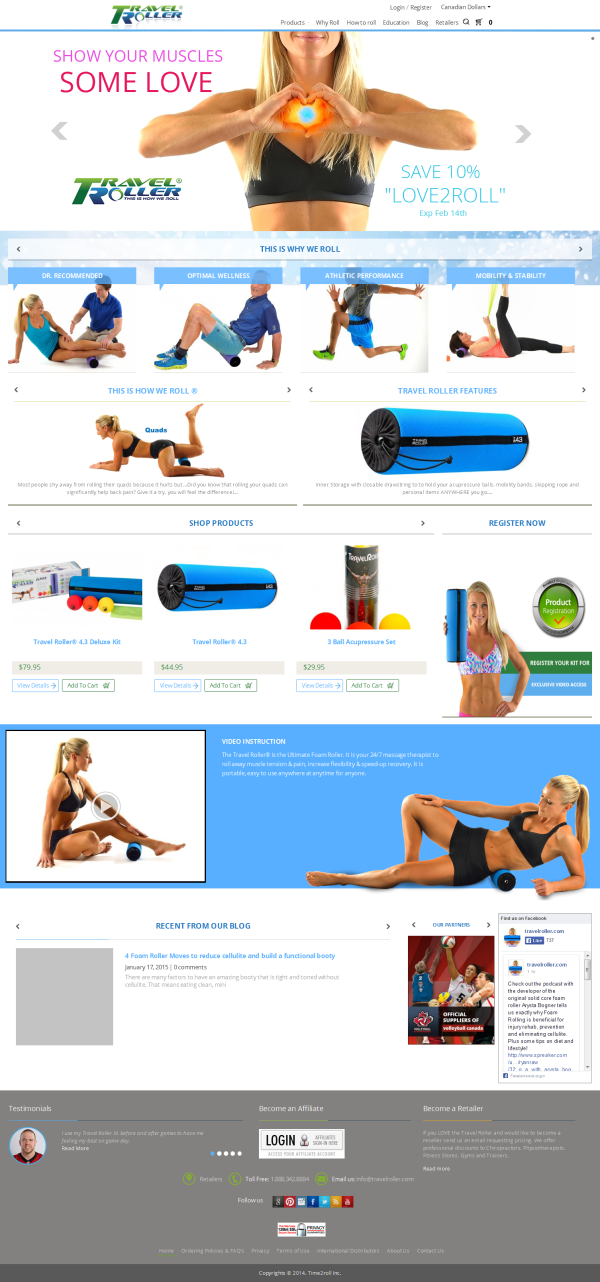 TRAVEL ROLLER
Login / Register
Canadian Dollars
Products
Why Roll
How to roll
Education
Blog
Retailers
0
SHOW YOUR MUSCLES
SOME LOVE
TRAVEL ROLLER
THIS IS HOW WE ROLL
SAVE 10%
"LOVE2ROLL"
Exp Feb 14th
THIS IS WHY WE ROLL
DR. RECOMMENDED
OPTIMAL WELLNESS
ATHLETIC PERFORMANCE
MOBILITY & STABILITY
THIS IS HOW WE ROLL ®
TRAVEL ROLLER FEATURES
Quads
Most people shy away from rolling their quads because it hurts but...Did you know that rolling your quads can
significantly help back pain? Give it a try, you will feel the difference!...
Inner Storage with closable drawstring to to hold your acupressure balls, mobility bands, skipping rope and
personal items ANYWHERE you go....
SHOP PRODUCTS
REGISTER NOW
Travel Roller® 4.3 Deluxe Kit
Travel Roller® 4.3
3 Ball Acupressure Set
$79.95
$44.95
$29.95
View Details
Add To Cart
View Details
Add To Cart
View Details
Add To Cart
Product
Registration
REGISTER YOUR KIT FOR
EXCLUSIVE VIDEO ACCESS
VIDEO INSTRUCTION
The Travel Roller® is the Ultimate Foam Roller. It is your 24/7 massage therapist to
roll away muscle tension & pain, increase flexibility & speed-up recovery. It is
portable, easy to use anywhere at anytime for anyone.
RECENT FROM OUR BLOG
4 Foam Roller Moves to reduce cellulite and build a functional booty
January 17, 2015 | 0 comments
There are many factors to have an amazing booty that is tight and toned without
cellulite. That means eating clean, mini
OUR PARTNERS
OFFICIAL
SUPPLIERS OF
volleyball canada
Find us on Facebook
travelroller.com
Like
737
travelroller.com
Check out the podcast with
the developer of the
original solid core foam
roller Arysta Bogner tells
us exactly why Foam
Rolling is beneficial for
injury rehab, prevention
and eliminating cellulite.
Plus some tips on diet and
lifestyle!
http://www.spreaker.com
Testimonials
I use my Travel Roller XL before and after games to have me
feeling my best on game day.
Read More
Become an Affiliate
LOGIN
AFFILIATES
SIGN-IN HERE
ACCESS YOUR AFFILIATE ACCOUNT
Become a Retailer
If you LOVE the Travel Roller and would like to become a
reseller send us an email requesting pricing. We offer
professional discounts to Chiropractors, Physiotherapists,
Fitness Stores, Gyms and Trainers.
Read more
Retailers
Toll Free: 1.888.342.8884
Email us: info@travelroller.com
Follow us
PRIVACY
Home
Ordering Policies & FAQ's
Privacy
Terms of Use
International Distributors
About Us
Contact Us
Copyrights © 2014. Time2roll Inc.